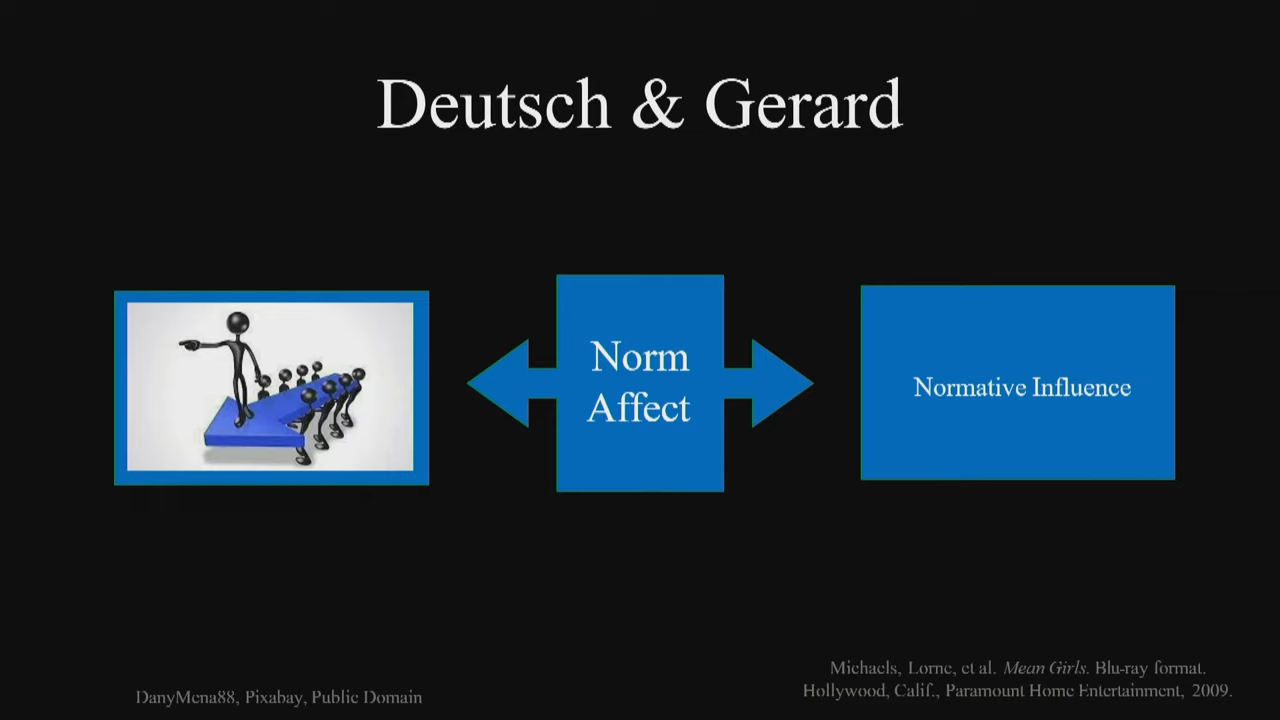 Deutsch & Gerard
Norm
Affect
Normative Influence
DanyMena88, Pixabay, Public Domain
Michaels, Lorne, et al. Mean Girls. Blu-ray format.
Hollywood, Calif., Paramount Home Entertainment, 2009.